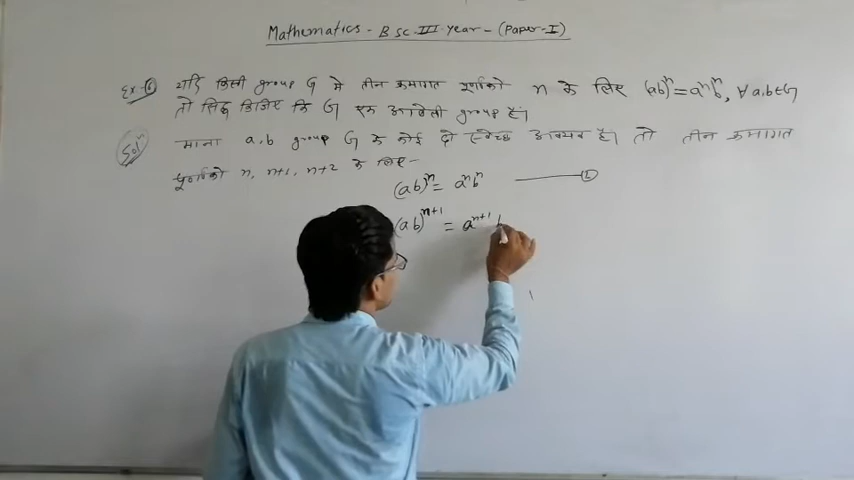 Mathematics - B.Sc. III year - (Paper-I)
Ex-6 यदि किसी group G मे तीन क्रमागत पूर्णांको n के लिए (ab)ⁿ=aⁿbⁿ, ∀ a,b∈G
तो सिद्ध किजिए कि G एक आबेली group है।
Solⁿ माना a,b group G के कोई दो स्वेच्छ अवयव है। तो तीन क्रमागत
पूर्णांको n, n+1, n+2 के लिए-
(ab)ⁿ = aⁿbⁿ —— ①
(ab)ⁿ⁺¹ = aⁿ⁺¹ b